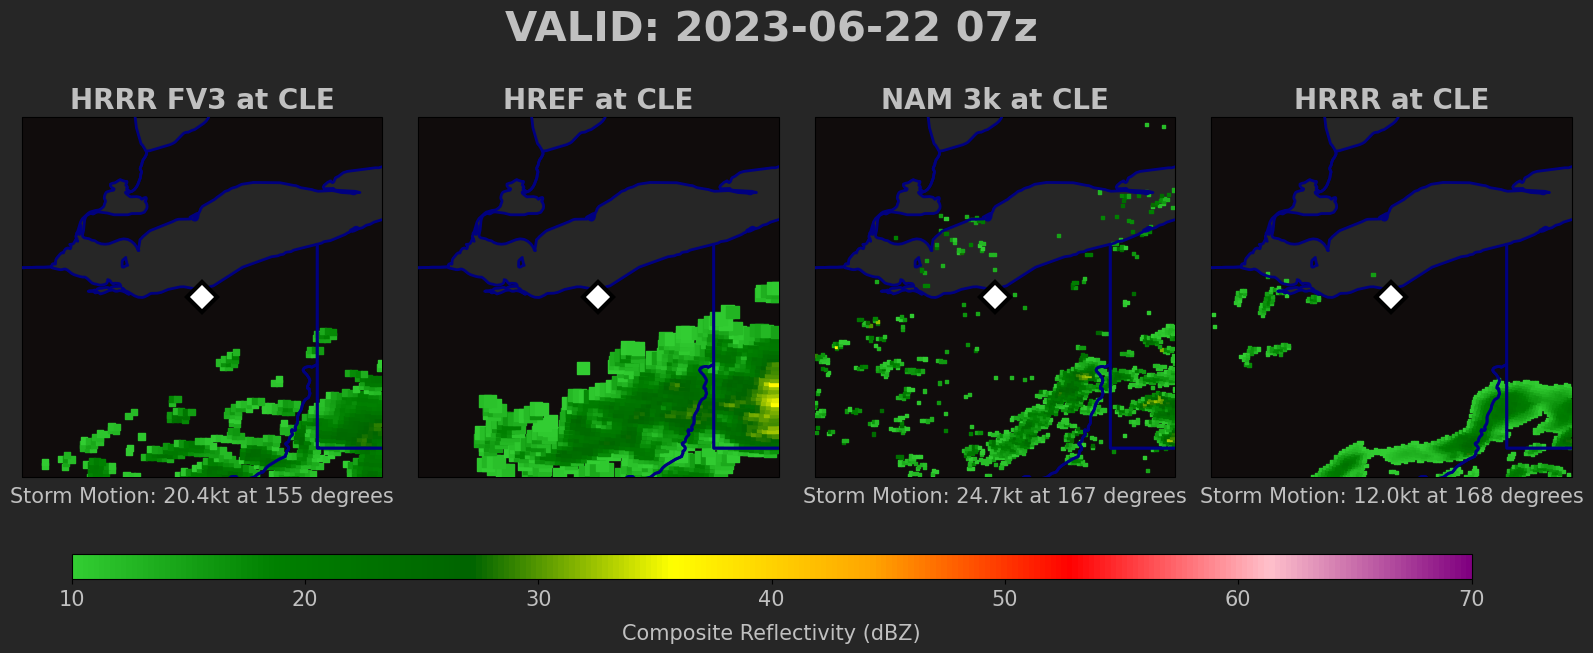 VALID: 2023-06-22 07z
HRRR FV3 at CLE
HREF at CLE
NAM 3k at CLE
HRRR at CLE
Storm Motion: 20.4kt at 155 degrees
Storm Motion: 24.7kt at 167 degrees
Storm Motion: 12.0kt at 168 degrees
10 20 30 40 50 60 70
Composite Reflectivity (dBZ)